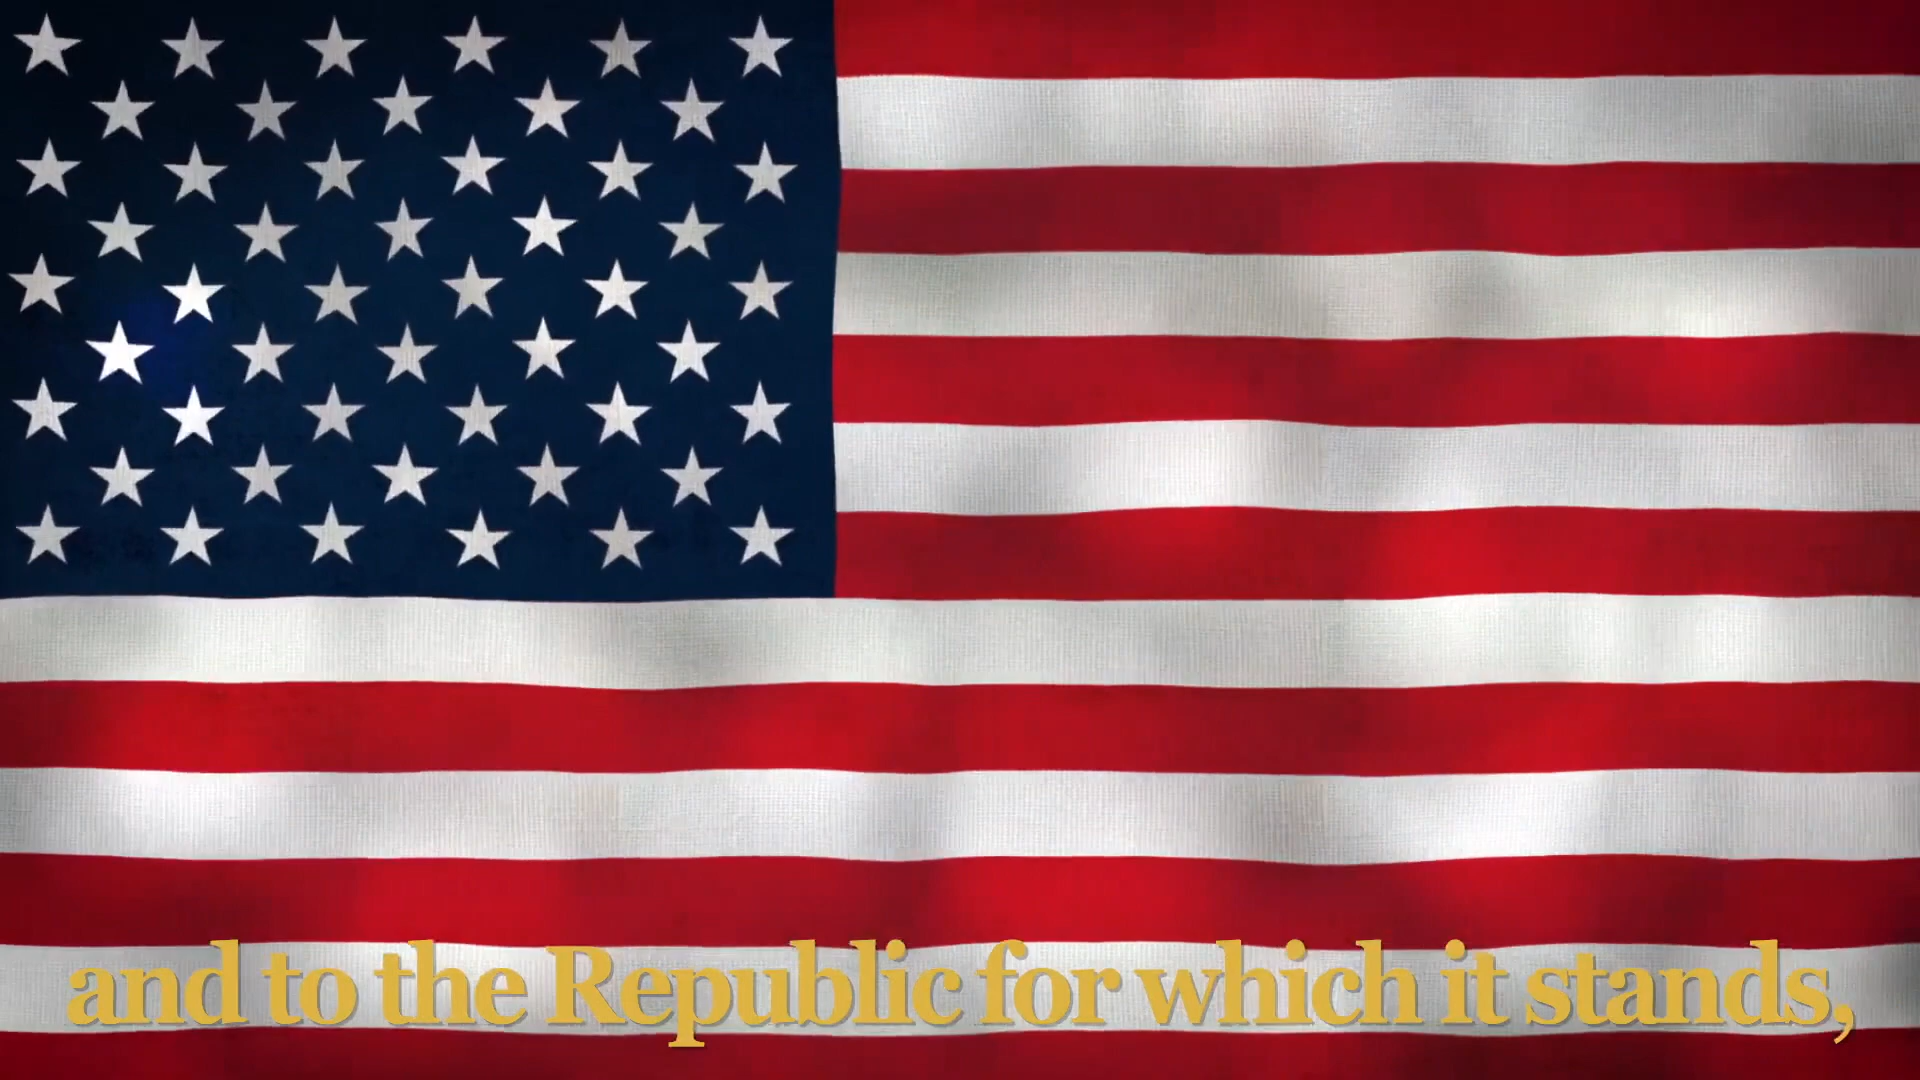 and to the Republic for which it stands,